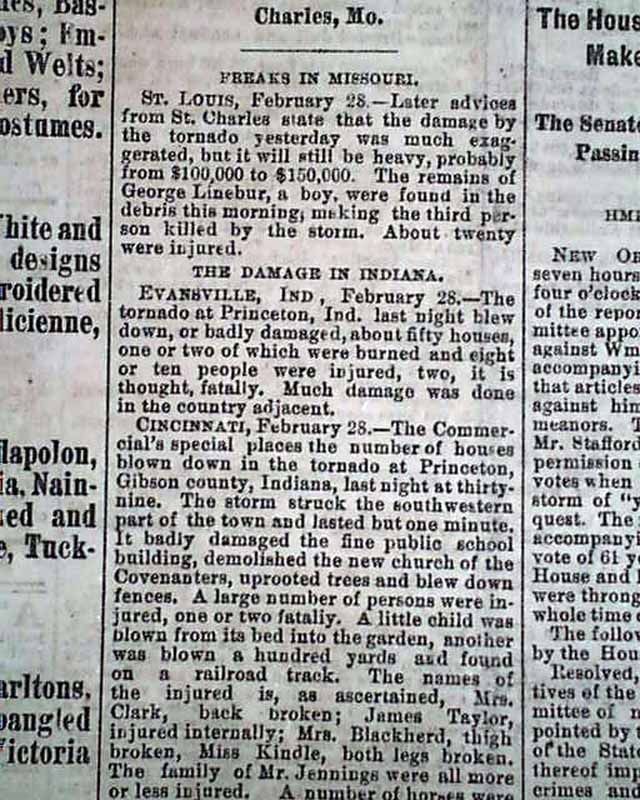 Bas-
oys; Em-
d Welts;
ers, for
ostumes.
hite and
designs
roidered
licienne,
Nain-
sed and
e, Tuck-
arltons,
pangled
ictoria
Charles, Mo.
FREAKS IN MISSOURI.
ST. LOUIS, February 28.—Later advices
from St. Charles state that the damage by
the tornado yesterday was much exag-
gerated, but it will still be heavy, probably
from $100,000 to $150,000. The remains of
George Linebur, a boy, were found in the
debris this morning, making the third per-
son killed by the storm. About twenty
were injured.
THE DAMAGE IN INDIANA.
EVANSVILLE, IND, February 28.—The
tornado at Princeton, Ind. last night blew
down, or badly damaged, about fifty houses,
one or two of which were burned and eight
or ten people were injured, two, it is
thought, fatally. Much damage was done
in the country adjacent.
CINCINNATI, February 28.—The Commer-
cial's special places the number of houses
blown down in the tornado at Princeton,
Gibson county, Indiana, last night at thirty-
nine. The storm struck the southwestern
part of the town and lasted but one minute.
It badly damaged the fine public school
building, demolished the new church of the
Covenanters, uprooted trees and blew down
fences. A large number of persons were in-
jured, one or two fatally. A little child was
blown from its bed into the garden, another
was blown a hundred yards and found
on a railroad track. The names of
the injured is, as ascertained, Mrs.
Clark, back broken; James Taylor,
injured internally; Mrs. Blackherd, thigh
broken, Miss Kindle, both legs broken.
The family of Mr. Jennings were all more
or less injured. A number of horses were
The Hous
Make
The Senate
Passin
NEW OR
seven hours
four o'clock
of the repor
mittee appo
against Wm
accompanyi
that articles
against him
meanors. T
Mr. Stafford
permission
votes when
storm of "y
quest. The
accompanyi
vote of 61 ye
House and
were throng
whole time o
The follow
by the Hou
Resolved,
tives of the
mittee of
pointed by t
of the State
thereof imp
crimes and